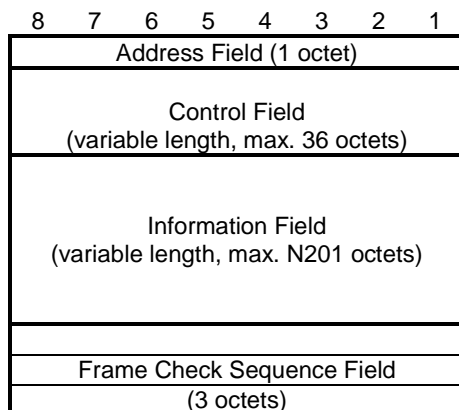 8 7 6 5 4 3 2 1
Address Field (1 octet)
Control Field
(variable length, max. 36 octets)
Information Field
(variable length, max. N201 octets)
Frame Check Sequence Field
(3 octets)